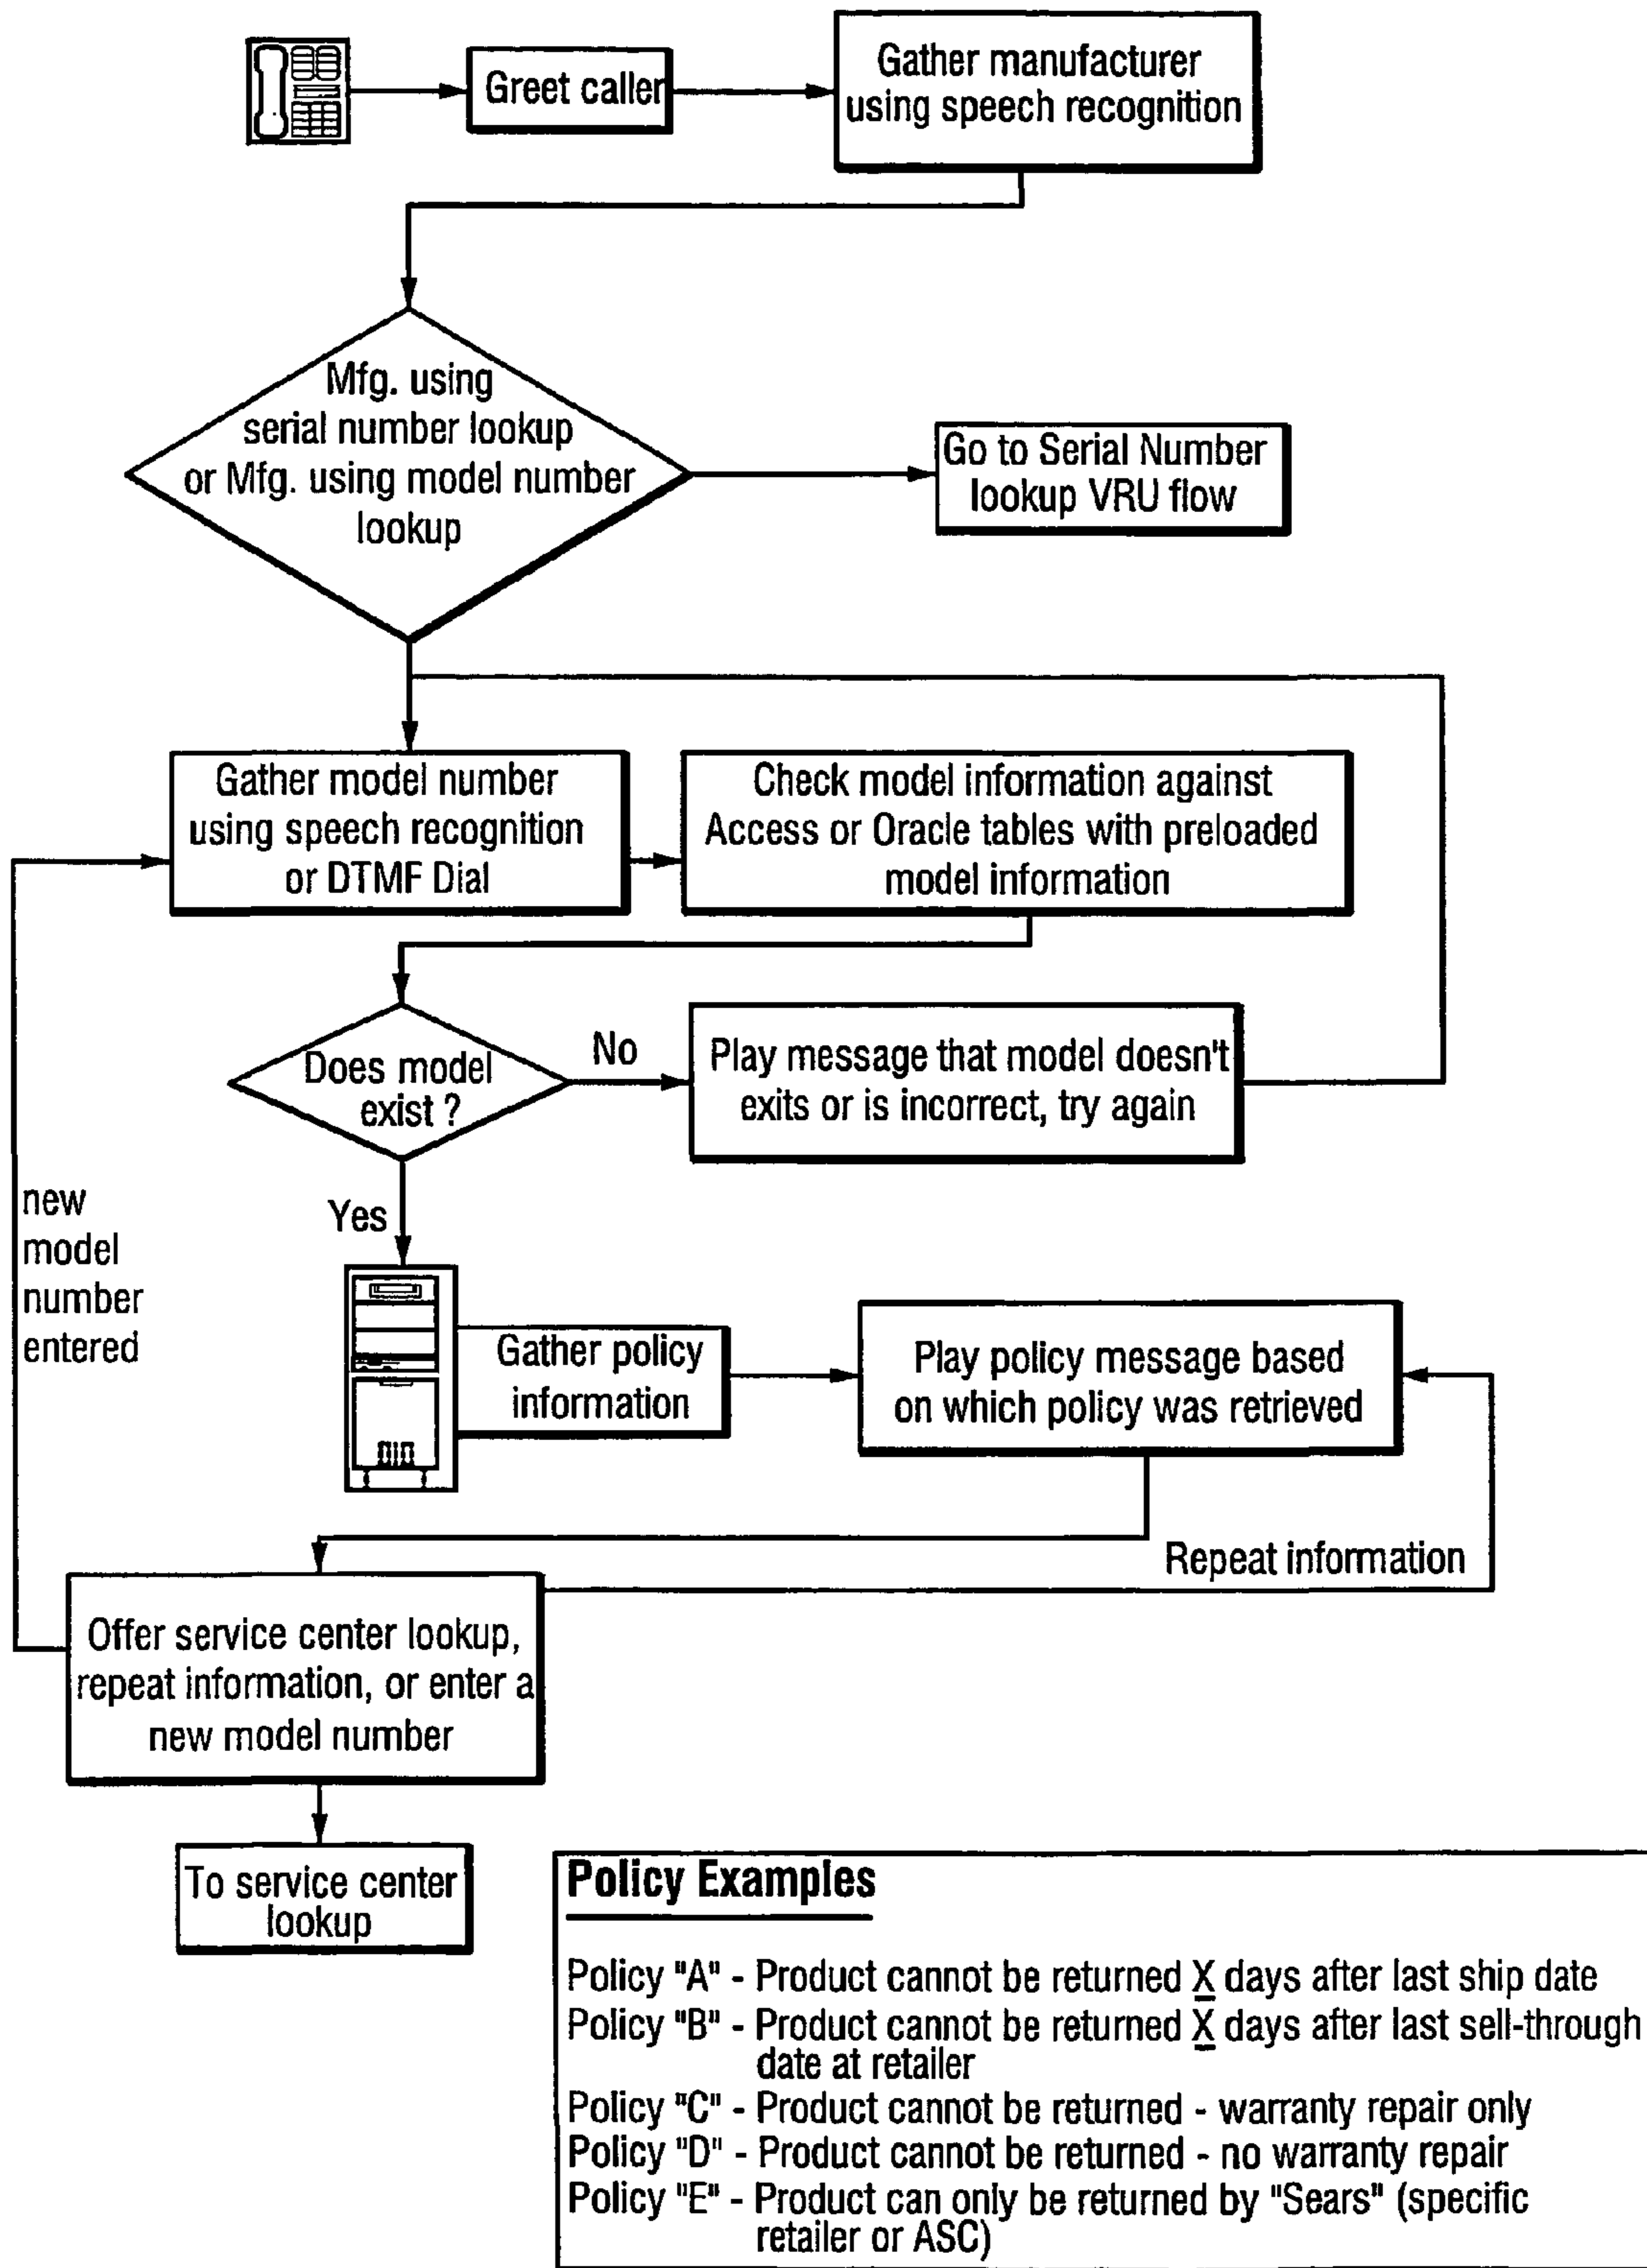 Greet caller
Gather manufacturer
using speech recognition
Mfg. using
serial number lookup
or Mfg. using model number
lookup
Go to Serial Number
lookup VRU flow
Gather model number
using speech recognition
or DTMF Dial
Check model information against
Access or Oracle tables with preloaded
model information
Does model
exist ?
No
Play message that model doesn't
exits or is incorrect, try again
Yes
new
model
number
entered
Gather policy
information
Play policy message based
on which policy was retrieved
Repeat information
Offer service center lookup,
repeat information, or enter a
new model number
To service center
lookup
Policy Examples
Policy "A" - Product cannot be returned X days after last ship date
Policy "B" - Product cannot be returned X days after last sell-through
date at retailer
Policy "C" - Product cannot be returned - warranty repair only
Policy "D" - Product cannot be returned - no warranty repair
Policy "E" - Product can only be returned by "Sears" (specific
retailer or ASC)